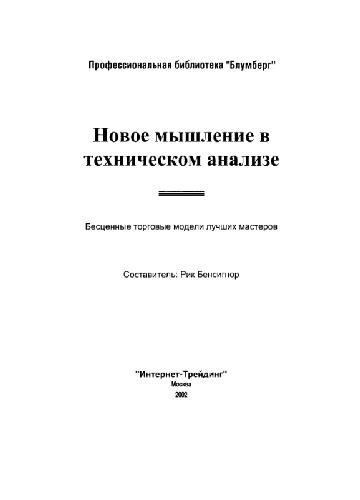 Профессиональная библиотека "Блумберг"
Новое мышление в
техническом анализе
Бесценные торговые модели лучших мастеров
Составитель: Рик Бенсигнор
"Интернет-Трейдинг"
Москва
2002